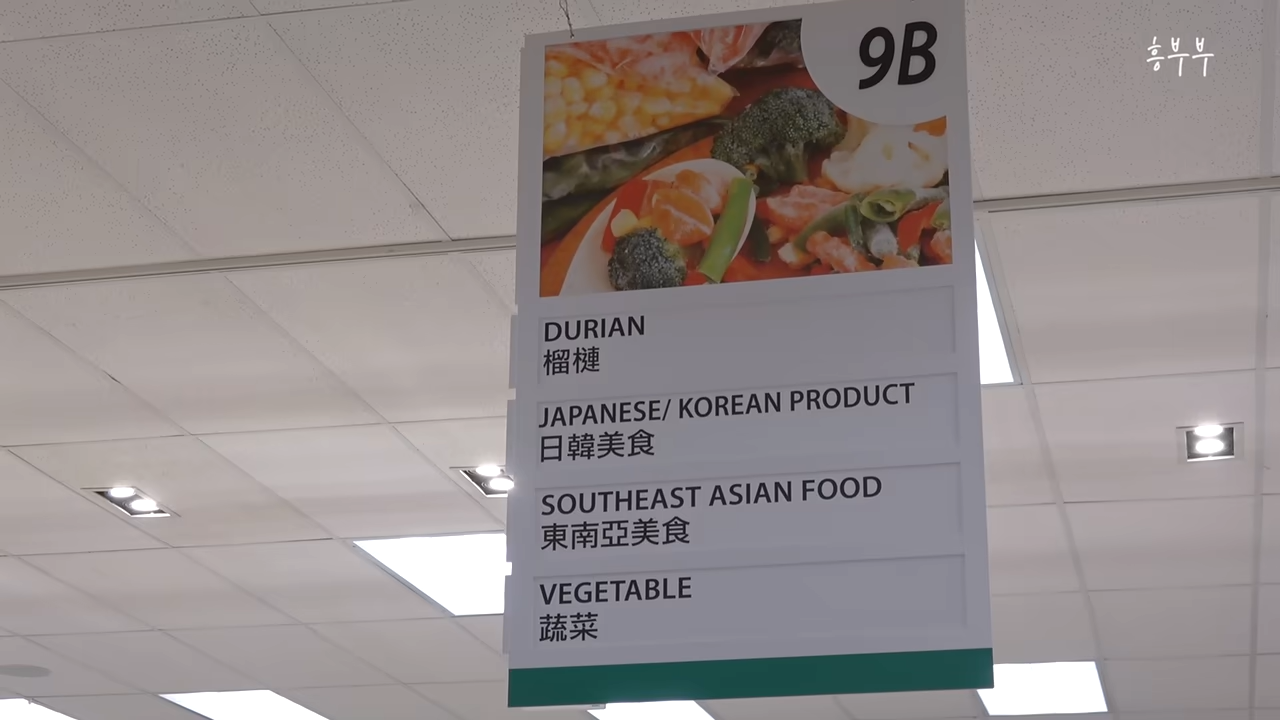 9B
흥부부
DURIAN
榴槤
JAPANESE/ KOREAN PRODUCT
日韓美食
SOUTHEAST ASIAN FOOD
東南亞美食
VEGETABLE
蔬菜